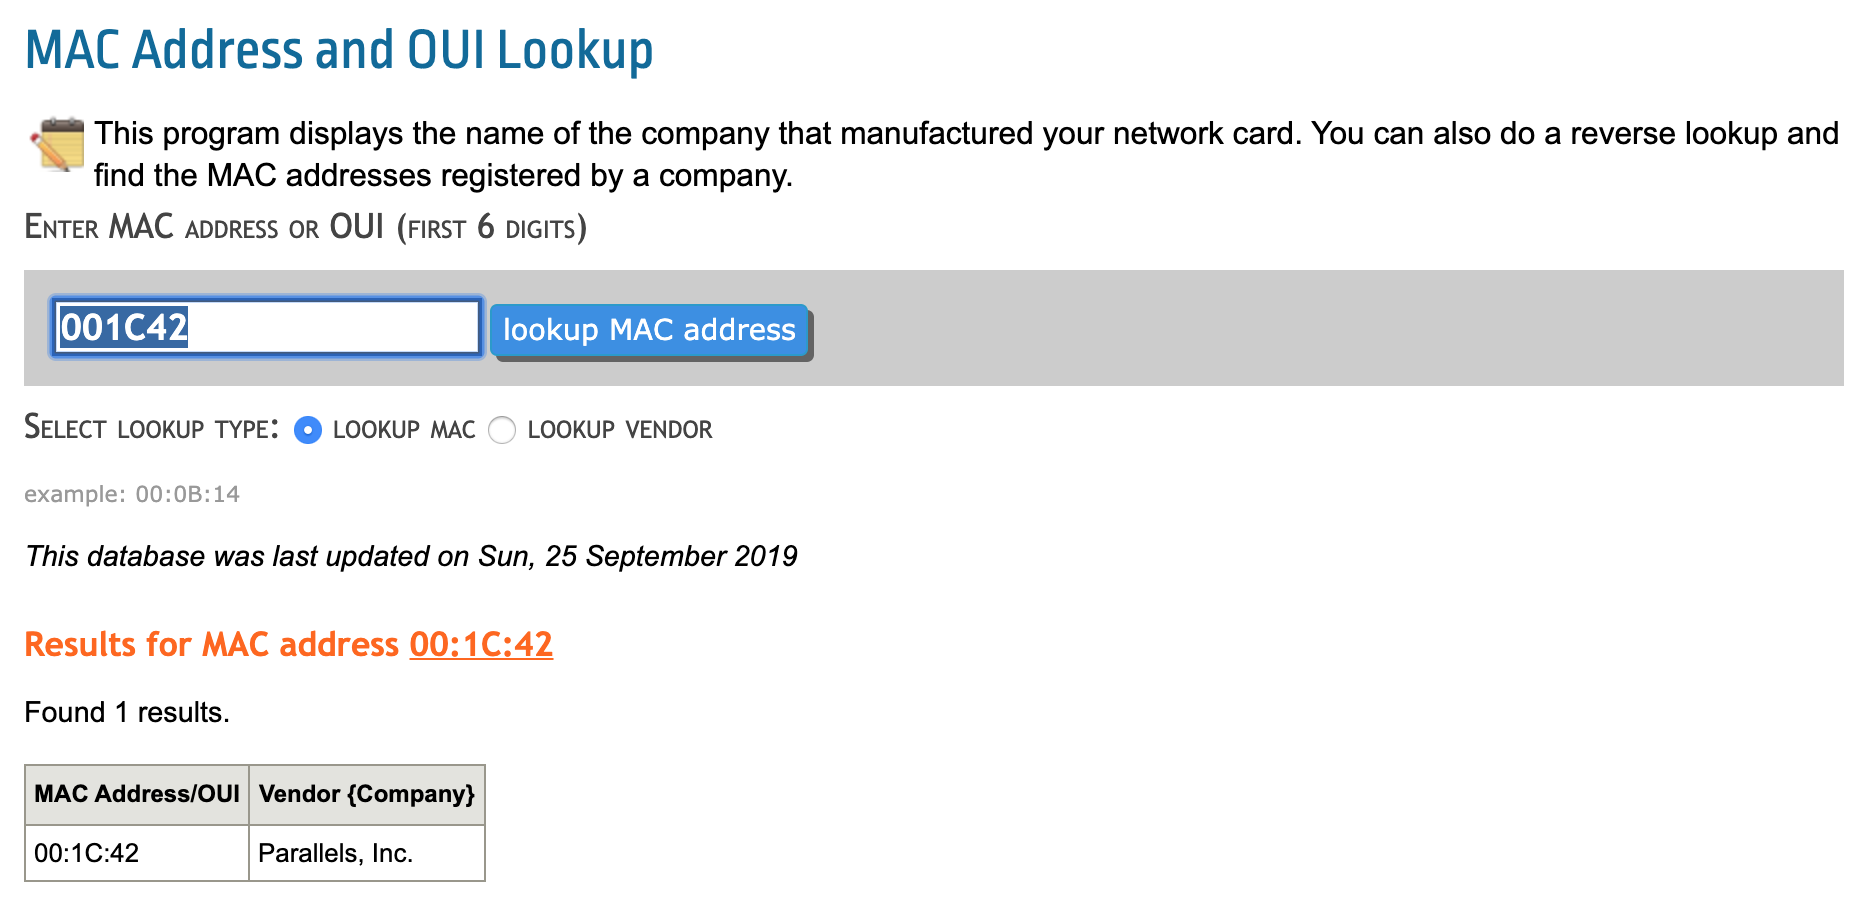 MAC Address and OUI Lookup
This program displays the name of the company that manufactured your network card. You can also do a reverse lookup and
find the MAC addresses registered by a company.
Enter MAC address or OUI (first 6 digits)
001C42 lookup MAC address
Select lookup type: lookup mac lookup vendor
example: 00:0B:14
This database was last updated on Sun, 25 September 2019
Results for MAC address 00:1C:42
Found 1 results.
MAC Address/OUI Vendor {Company}
00:1C:42 Parallels, Inc.